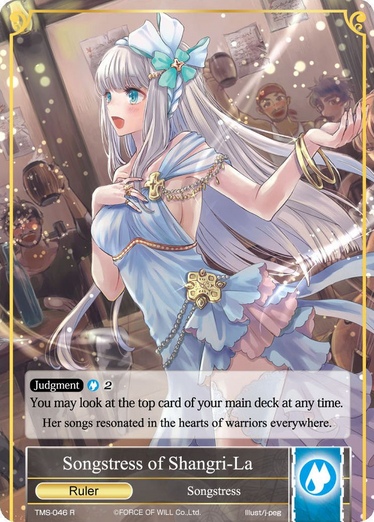 Judgment 2
You may look at the top card of your main deck at any time.
Her songs resonated in the hearts of warriors everywhere.
Songstress of Shangri-La
Ruler Songstress
TMS-046 R ©FORCE OF WILL Co.,Ltd. Illust/j-peg